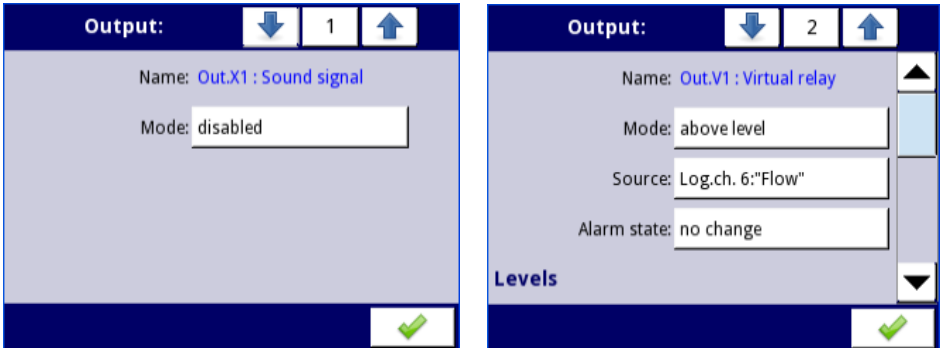 Output: 1
Name: Out.X1 : Sound signal
Mode: disabled
Output: 2
Name: Out.V1 : Virtual relay
Mode: above level
Source: Log.ch. 6:"Flow"
Alarm state: no change
Levels